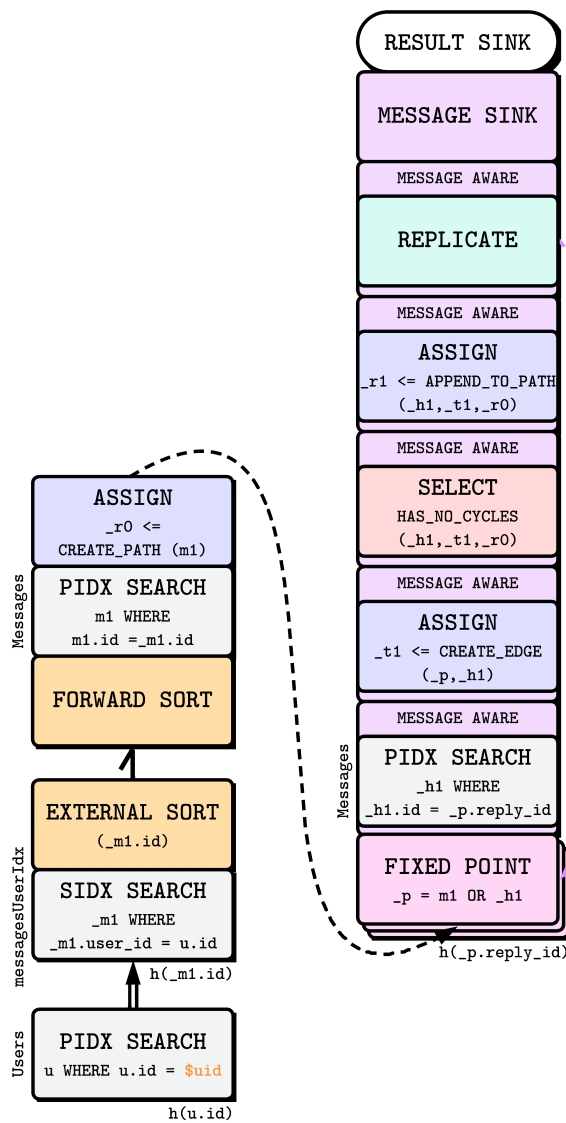 RESULT SINK
MESSAGE SINK
MESSAGE AWARE
REPLICATE
MESSAGE AWARE
ASSIGN
_r1 <= APPEND_TO_PATH
(_h1,_t1,_r0)
MESSAGE AWARE
SELECT
HAS_NO_CYCLES
(_h1,_t1,_r0)
MESSAGE AWARE
ASSIGN
_t1 <= CREATE_EDGE
(_p,_h1)
MESSAGE AWARE
Messages
PIDX SEARCH
_h1 WHERE
_h1.id = _p.reply_id
FIXED POINT
_p = m1 OR _h1
h(_p.reply_id)
ASSIGN
_r0 <=
CREATE_PATH (m1)
Messages
PIDX SEARCH
m1 WHERE
m1.id =_m1.id
FORWARD SORT
EXTERNAL SORT
(_m1.id)
messagesUserIdx
SIDX SEARCH
_m1 WHERE
_m1.user_id = u.id
h(_m1.id)
Users
PIDX SEARCH
u WHERE u.id = $uid
h(u.id)